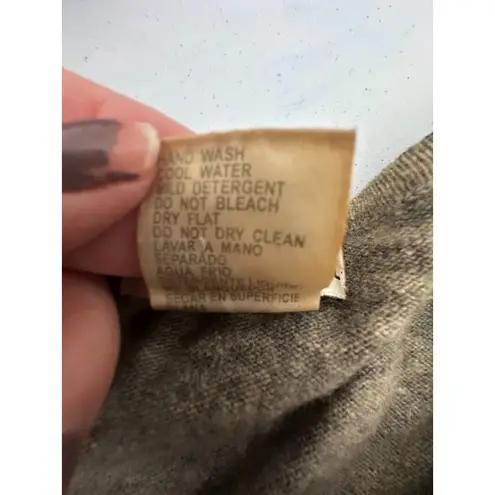 HAND WASH
COOL WATER
MILD DETERGENT
DO NOT BLEACH
DRY FLAT
DO NOT DRY CLEAN
LAVAR A MANO
SEPARADO
AQUA FRIO
SECAR EN SUPERFICIE